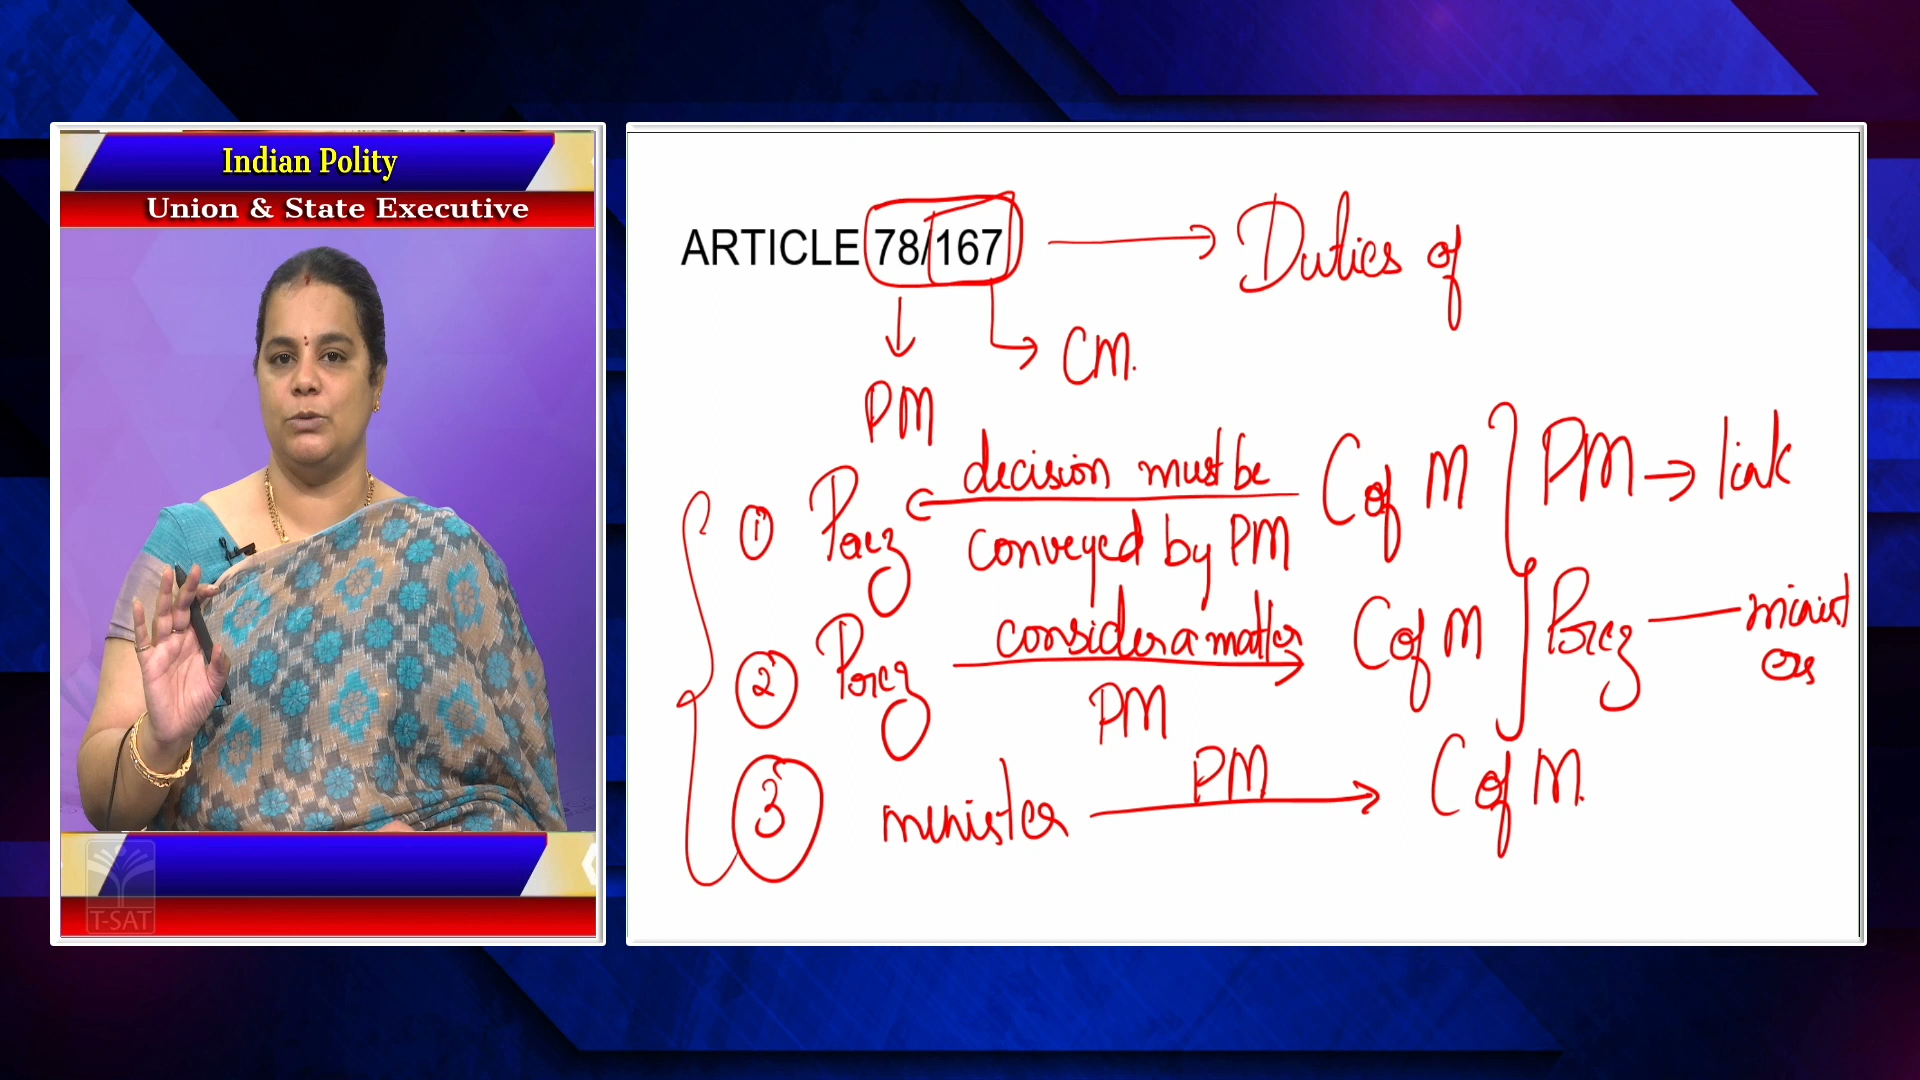 Indian Polity
Union & State Executive
T-SAT
ARTICLE 78/167 → Duties of
PM
CM.
① Prez decision must be C of M PM → link
conveyed by PM
② Prez consider a matter C of M Prez — minist
PM ers
③ minister PM C of M.